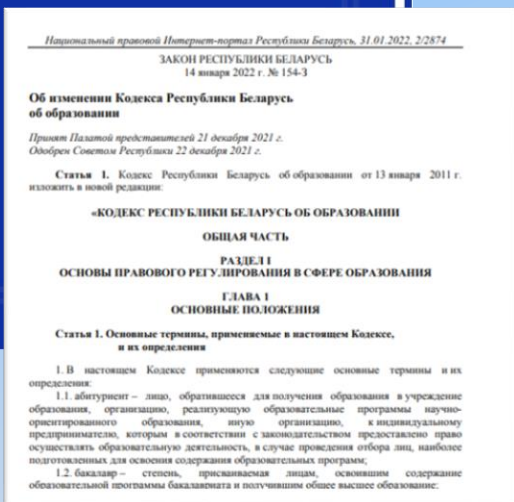 Национальный правовой Интернет-портал Республики Беларусь, 31.01.2022, 2/2874
ЗАКОН РЕСПУБЛИКИ БЕЛАРУСЬ
14 января 2022 г. № 154-З
Об изменении Кодекса Республики Беларусь
об образовании
Принят Палатой представителей 21 декабря 2021 г.
Одобрен Советом Республики 22 декабря 2021 г.
Статья 1. Кодекс Республики Беларусь об образовании от 13 января 2011 г.
изложить в новой редакции:
«КОДЕКС РЕСПУБЛИКИ БЕЛАРУСЬ ОБ ОБРАЗОВАНИИ
ОБЩАЯ ЧАСТЬ
РАЗДЕЛ I
ОСНОВЫ ПРАВОВОГО РЕГУЛИРОВАНИЯ В СФЕРЕ ОБРАЗОВАНИЯ
ГЛАВА 1
ОСНОВНЫЕ ПОЛОЖЕНИЯ
Статья 1. Основные термины, применяемые в настоящем Кодексе,
и их определения
1. В настоящем Кодексе применяются следующие основные термины и их
определения:
1.1. абитуриент – лицо, обратившееся для получения образования в учреждение
образования, организацию, реализующую образовательные программы научно-
ориентированного образования, иную организацию, к индивидуальному
предпринимателю, которым в соответствии с законодательством предоставлено право
осуществлять образовательную деятельность, в случае проведения отбора лиц, наиболее
подготовленных для освоения содержания образовательных программ;
1.2. бакалавр – степень, присваиваемая лицам, освоившим содержание
образовательной программы бакалавриата и получившим общее высшее образование;